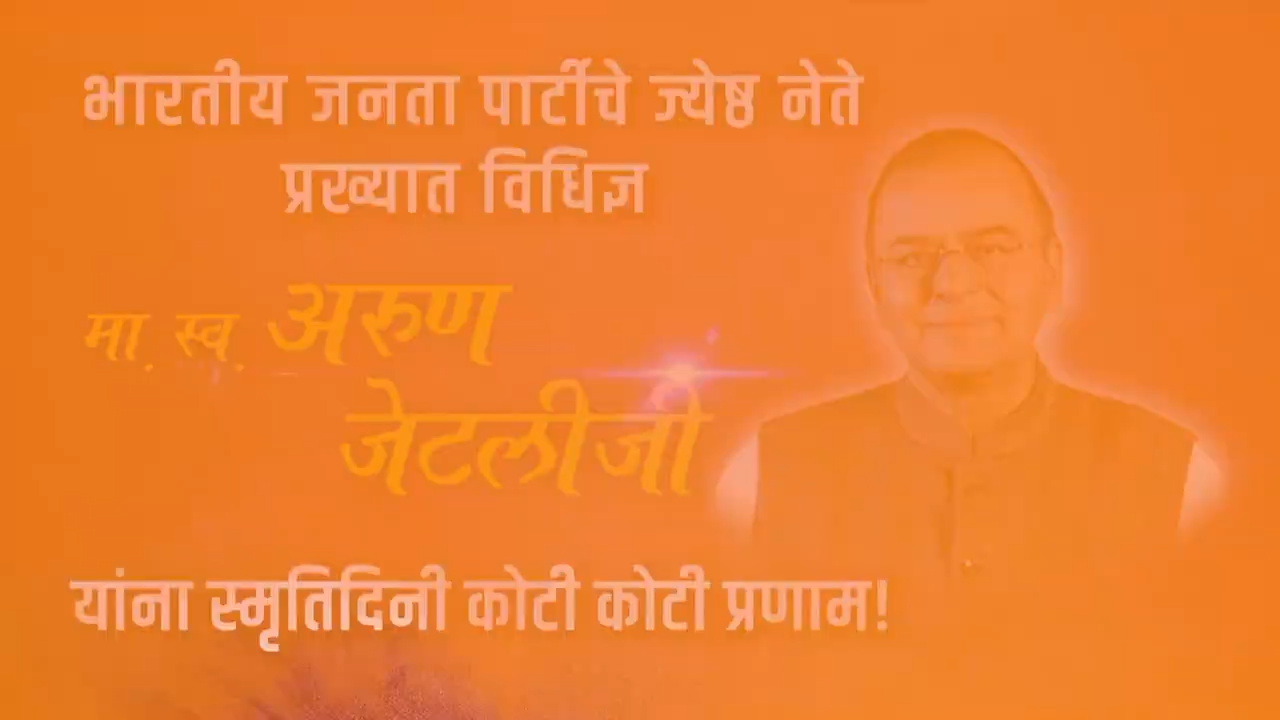 भारतीय जनता पार्टीचे ज्येष्ठ नेते
प्रख्यात विधिज्ञ
मा. स्व. अरुण
जेटलीजी
यांना स्मृतिदिनी कोटी कोटी प्रणाम!